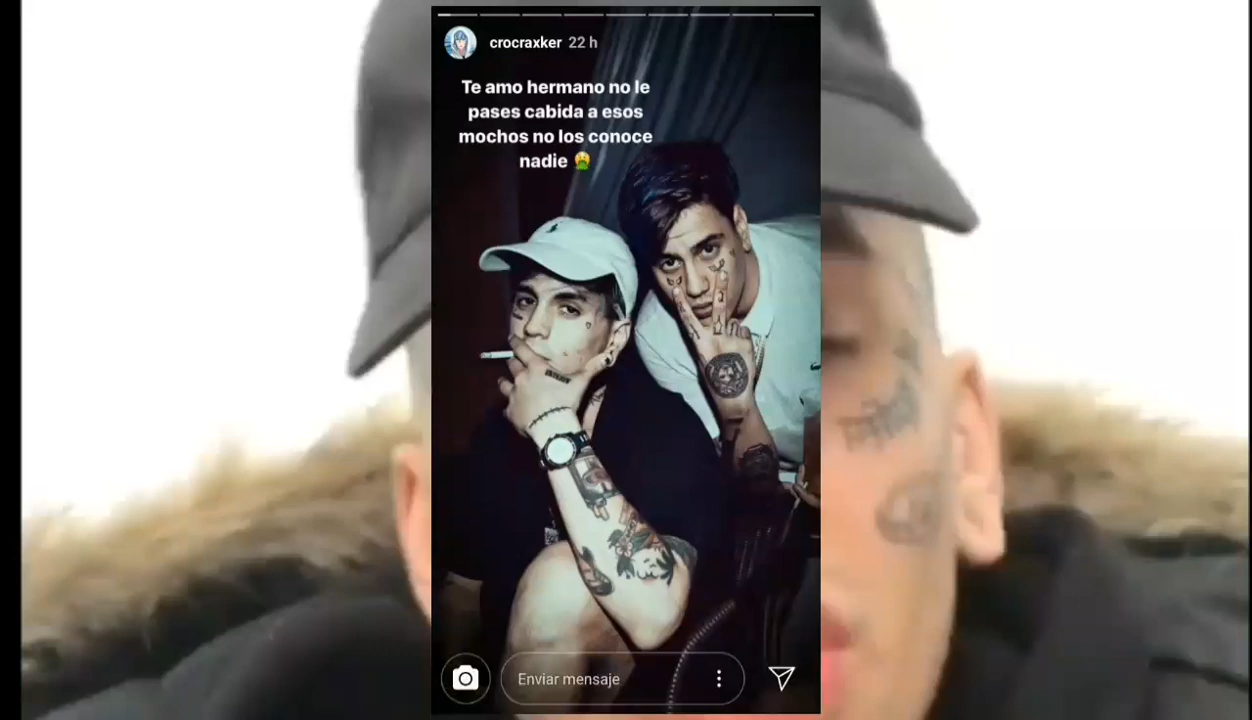 crocraxker 22 h
Te amo hermano no le
pases cabida a esos
mochos no los conoce
nadie 🤮
Enviar mensaje